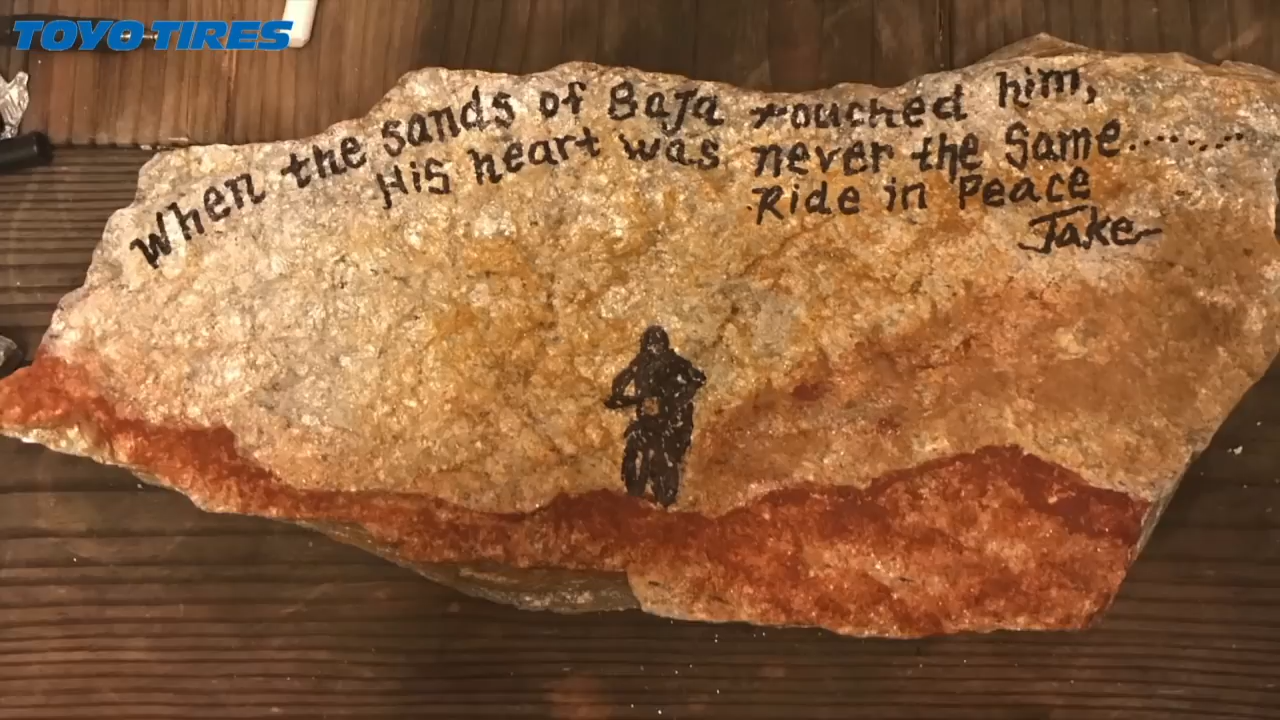 TOYO TIRES
When the sands of Baja touched him,
His heart was never the Same........
Ride in Peace
Jake